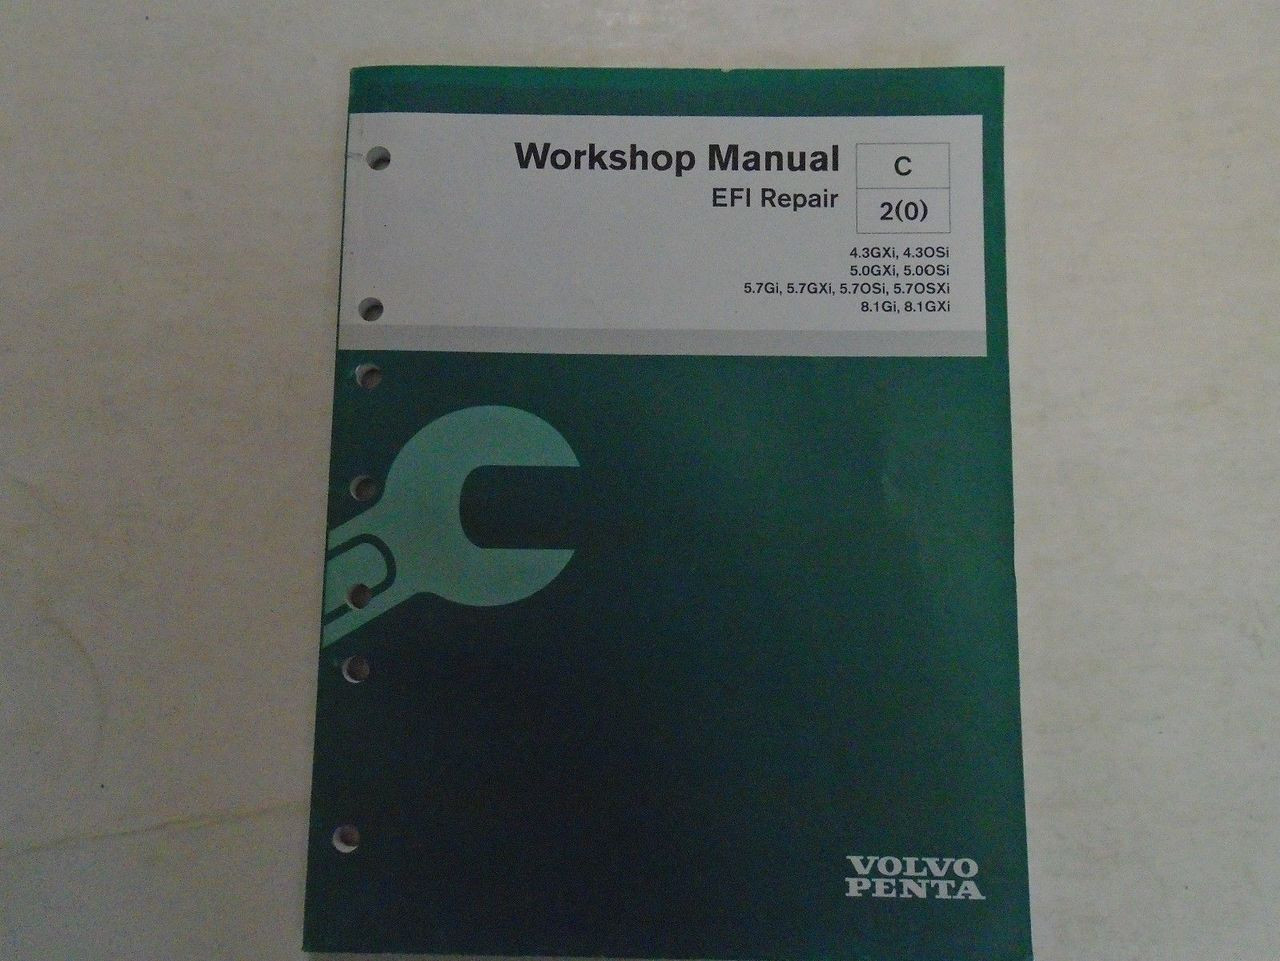 Workshop Manual
EFI Repair
C
2(0)
4.3GXi, 4.3OSi
5.0GXi, 5.0OSi
5.7Gi, 5.7GXi, 5.7OSi, 5.7OSXi
8.1Gi, 8.1GXi
VOLVO
PENTA